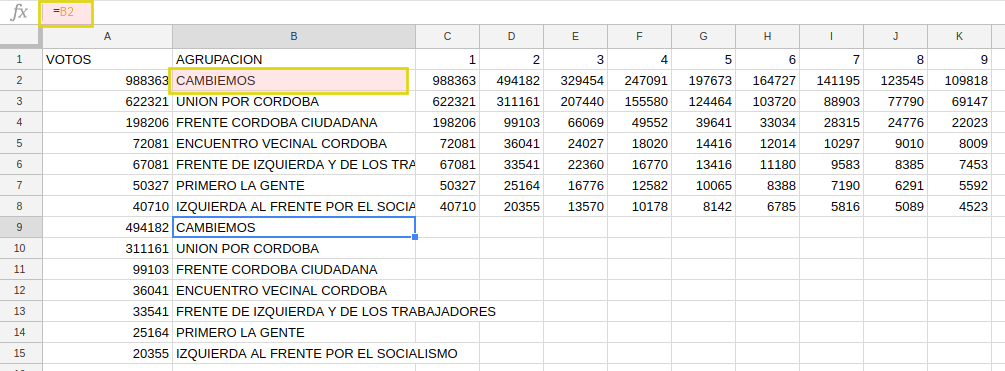 fx =B2
A B C D E F G H I J K
1 VOTOS AGRUPACION 1 2 3 4 5 6 7 8 9
2 988363 CAMBIEMOS 988363 494182 329454 247091 197673 164727 141195 123545 109818
3 622321 UNION POR CORDOBA 622321 311161 207440 155580 124464 103720 88903 77790 69147
4 198206 FRENTE CORDOBA CIUDADANA 198206 99103 66069 49552 39641 33034 28315 24776 22023
5 72081 ENCUENTRO VECINAL CORDOBA 72081 36041 24027 18020 14416 12014 10297 9010 8009
6 67081 FRENTE DE IZQUIERDA Y DE LOS TRA 67081 33541 22360 16770 13416 11180 9583 8385 7453
7 50327 PRIMERO LA GENTE 50327 25164 16776 12582 10065 8388 7190 6291 5592
8 40710 IZQUIERDA AL FRENTE POR EL SOCIA 40710 20355 13570 10178 8142 6785 5816 5089 4523
9 494182 CAMBIEMOS
10 311161 UNION POR CORDOBA
11 99103 FRENTE CORDOBA CIUDADANA
12 36041 ENCUENTRO VECINAL CORDOBA
13 33541 FRENTE DE IZQUIERDA Y DE LOS TRABAJADORES
14 25164 PRIMERO LA GENTE
15 20355 IZQUIERDA AL FRENTE POR EL SOCIALISMO